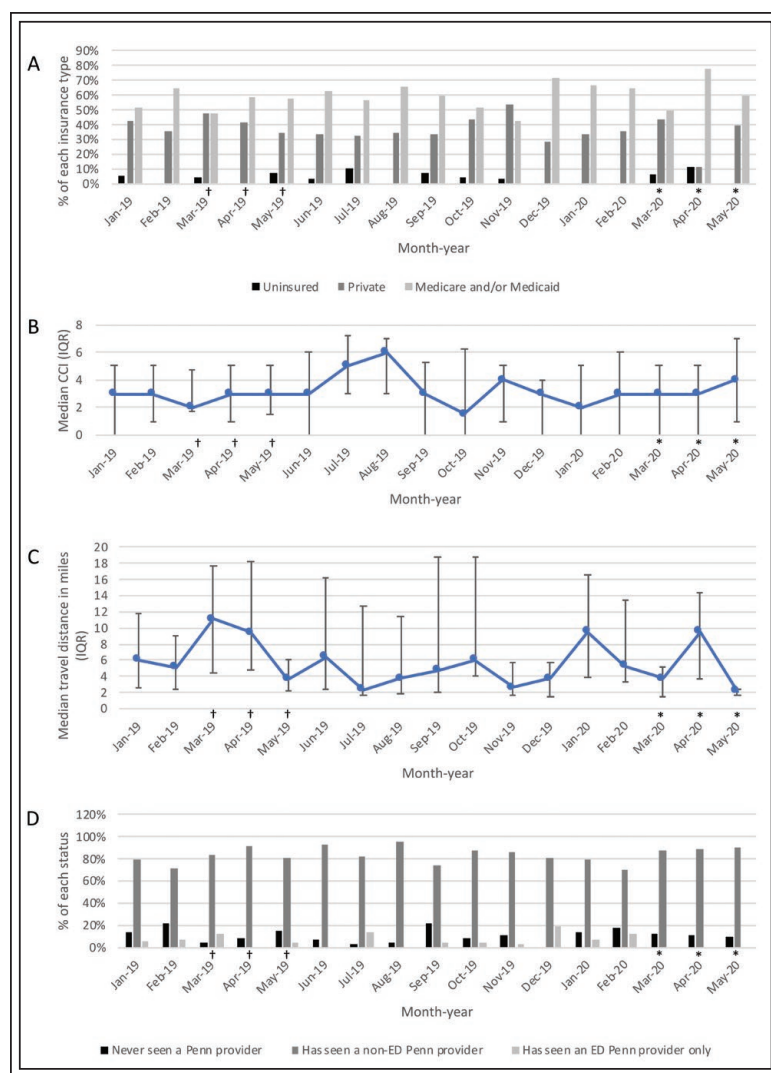 A
% of each insurance type
90%
80%
70%
60%
50%
40%
30%
20%
10%
0%
Jan-19
Feb-19
Mar-19 †
Apr-19 †
May-19 †
Jun-19
Jul-19
Aug-19
Sep-19
Oct-19
Nov-19
Dec-19
Jan-20
Feb-20
Mar-20 *
Apr-20 *
May-20 *
Month-year
Uninsured Private Medicare and/or Medicaid
B
Median CCI (IQR)
8
6
4
2
0
Jan-19
Feb-19
Mar-19 †
Apr-19 †
May-19 †
Jun-19
Jul-19
Aug-19
Sep-19
Oct-19
Nov-19
Dec-19
Jan-20
Feb-20
Mar-20 *
Apr-20 *
May-20 *
Month-year
C
Median travel distance in miles
(IQR)
20
18
16
14
12
10
8
6
4
2
0
Jan-19
Feb-19
Mar-19 †
Apr-19 †
May-19 †
Jun-19
Jul-19
Aug-19
Sep-19
Oct-19
Nov-19
Dec-19
Jan-20
Feb-20
Mar-20 *
Apr-20 *
May-20 *
Month-year
D
% of each status
120%
100%
80%
60%
40%
20%
0%
Jan-19
Feb-19
Mar-19 †
Apr-19 †
May-19 †
Jun-19
Jul-19
Aug-19
Sep-19
Oct-19
Nov-19
Dec-19
Jan-20
Feb-20
Mar-20 *
Apr-20 *
May-20 *
Month-year
Never seen a Penn provider Has seen a non-ED Penn provider Has seen an ED Penn provider only